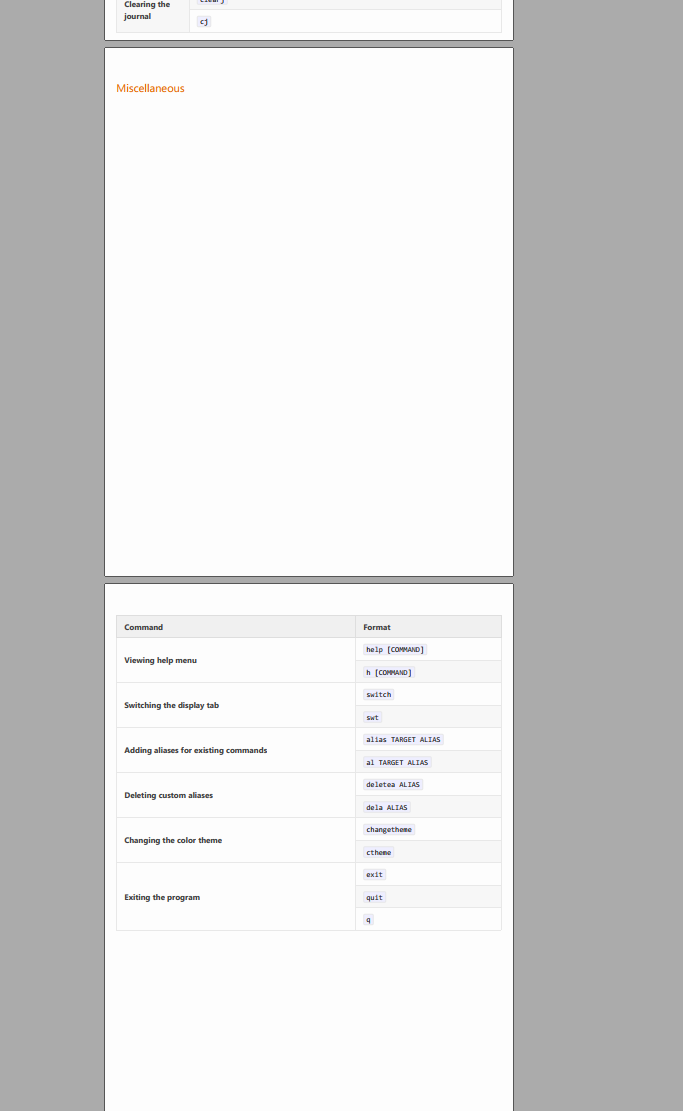 Clearing the
journal
clearj
cj
Miscellaneous
Command
Format
Viewing help menu
help [COMMAND]
h [COMMAND]
Switching the display tab
switch
swt
Adding aliases for existing commands
alias TARGET ALIAS
al TARGET ALIAS
Deleting custom aliases
deletea ALIAS
dela ALIAS
Changing the color theme
changetheme
ctheme
Exiting the program
exit
quit
q